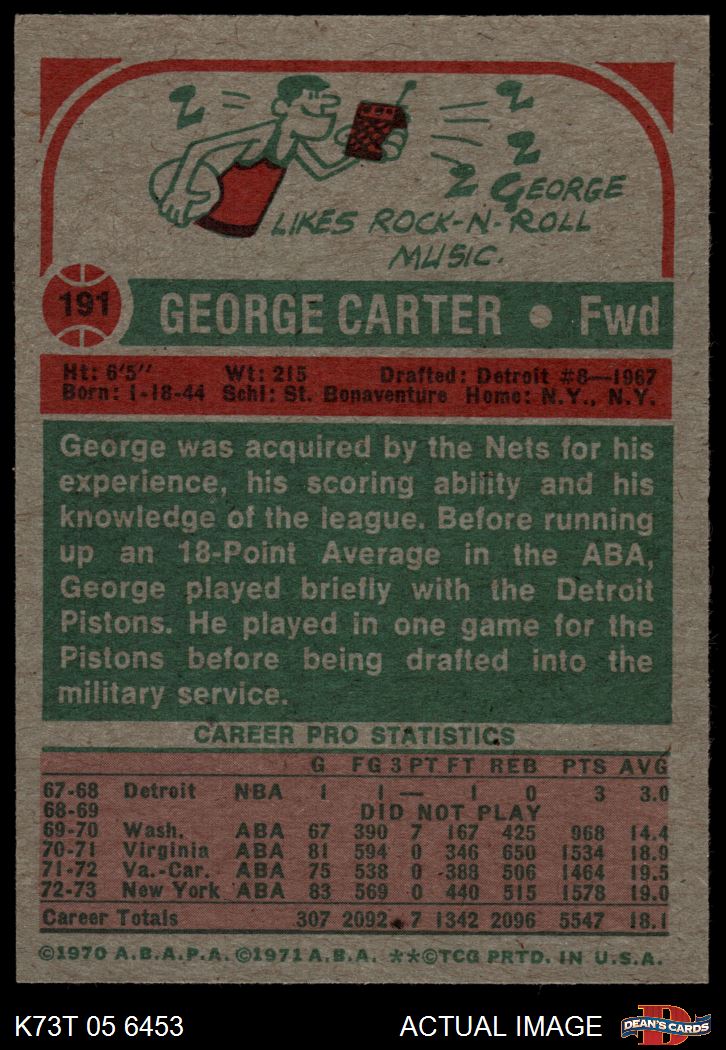 GEORGE
LIKES ROCK-N-ROLL
MUSIC.
191 GEORGE CARTER • Fwd
Ht: 6'5" Wt: 215 Drafted: Detroit #8—1967
Born: 1-18-44 Schl: St. Bonaventure Home: N.Y., N.Y.
George was acquired by the Nets for his
experience, his scoring ability and his
knowledge of the league. Before running
up an 18-Point Average in the ABA,
George played briefly with the Detroit
Pistons. He played in one game for the
Pistons before being drafted into the
military service.
CAREER PRO STATISTICS
G FG 3PT FT REB PTS AVG
67-68 Detroit NBA 1 1 — 1 0 3 3.0
68-69 DID NOT PLAY
69-70 Wash. ABA 67 390 7 167 425 968 14.4
70-71 Virginia ABA 81 594 0 346 650 1534 18.9
71-72 Va.-Car. ABA 75 538 0 388 506 1464 19.5
72-73 New York ABA 83 569 0 440 515 1578 19.0
Career Totals 307 2092 7 1342 2096 5547 18.1
©1970 A.B.A.P.A. ©1971 A.B.A. **©TCG PRTD. IN U.S.A.
K73T 05 6453 ACTUAL IMAGE D DEAN'S CARDS